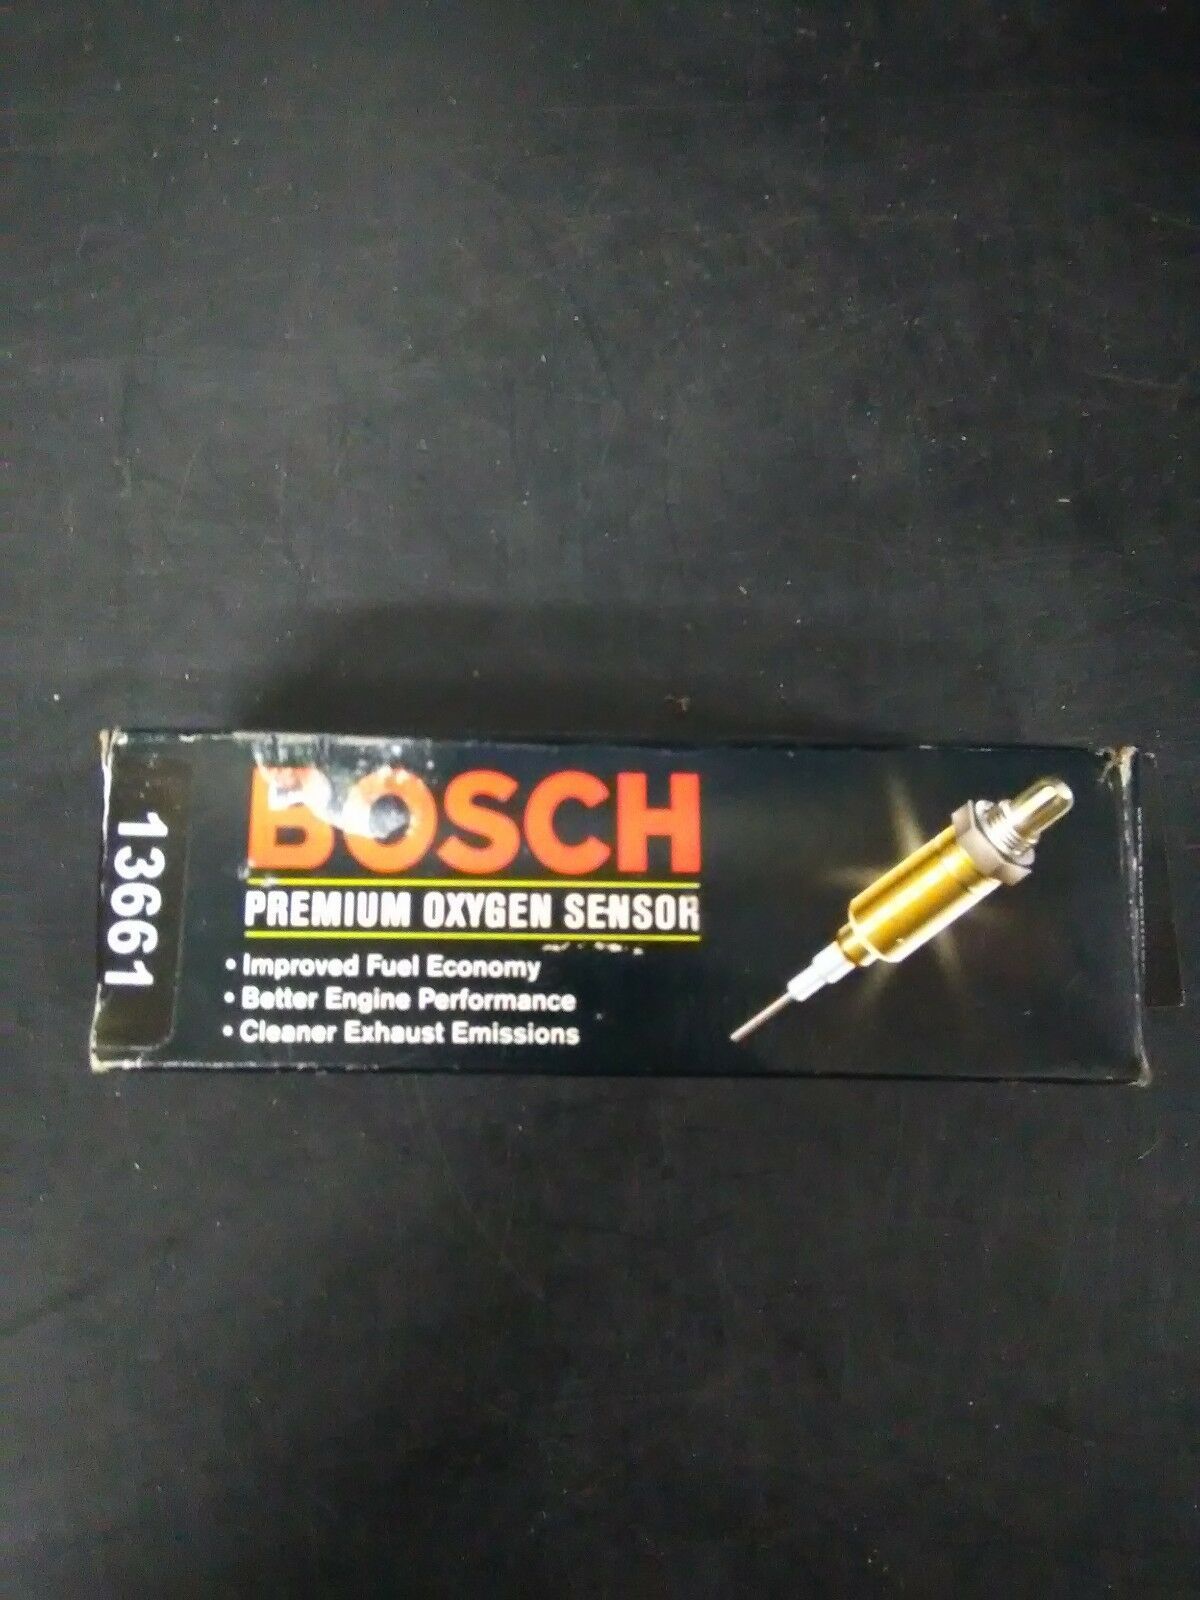 13661
BOSCH
PREMIUM OXYGEN SENSOR
• Improved Fuel Economy
• Better Engine Performance
• Cleaner Exhaust Emissions